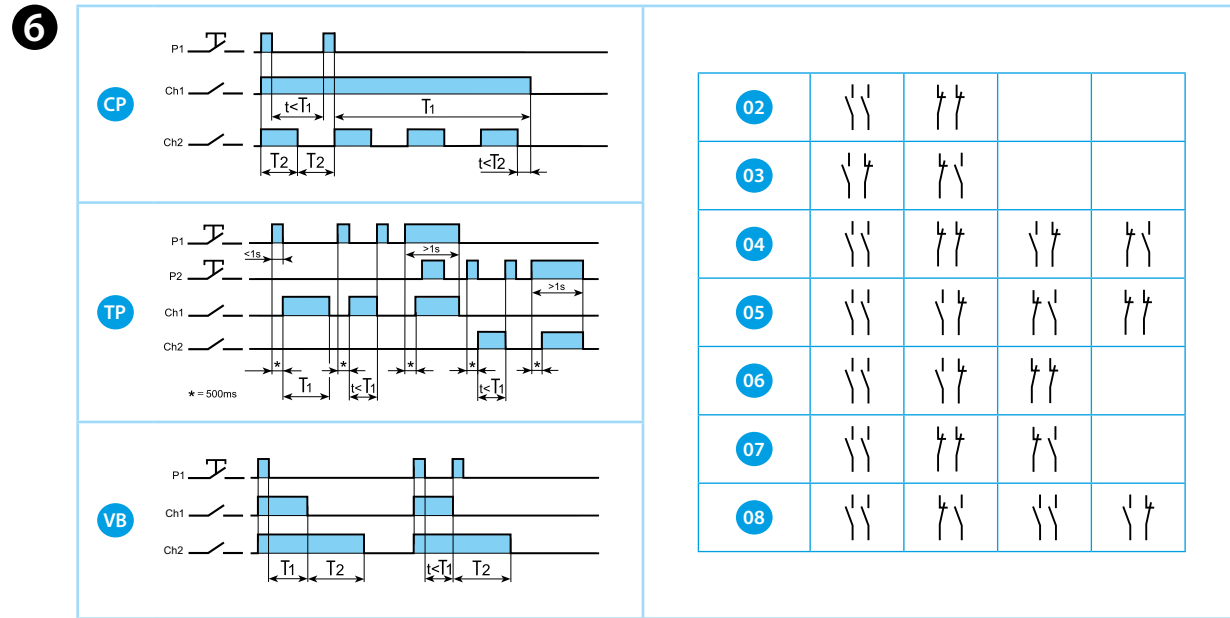 6
CP
P1
Ch1
t<T1
T1
Ch2
T2
T2
t<T2
TP
P1
<1s
>1s
P2
>1s
Ch1
Ch2
*
*
*
*
*
T1
t<T1
t<T1
* = 500ms
VB
P1
Ch1
Ch2
T1
T2
t<T1
T2
02
03
04
05
06
07
08